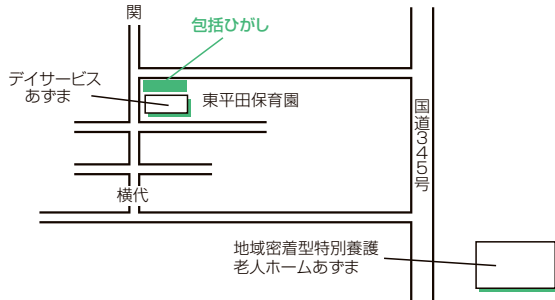 関
包括ひがし
デイサービス
あずま
東平田保育園
国道345号
横代
地域密着型特別養護
老人ホームあずま